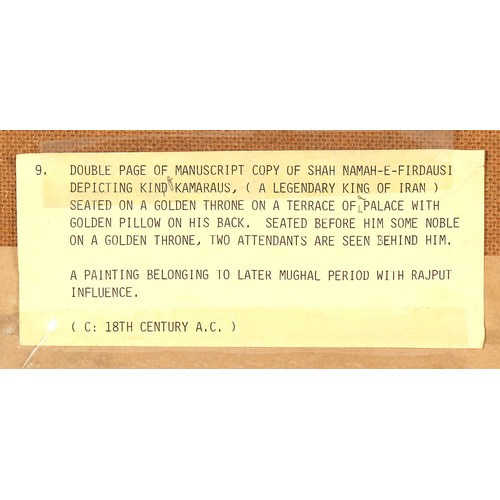 9. DOUBLE PAGE OF MANUSCRIPT COPY OF SHAH NAMAH-E-FIRDAUSI
DEPICTING KIND KAMARAUS, ( A LEGENDARY KING OF IRAN )
SEATED ON A GOLDEN THRONE ON A TERRACE OF PALACE WITH
GOLDEN PILLOW ON HIS BACK. SEATED BEFORE HIM SOME NOBLE
ON A GOLDEN THRONE, TWO ATTENDANTS ARE SEEN BEHIND HIM.
A PAINTING BELONGING TO LATER MUGHAL PERIOD WITH RAJPUT
INFLUENCE.
( C: 18TH CENTURY A.C. )